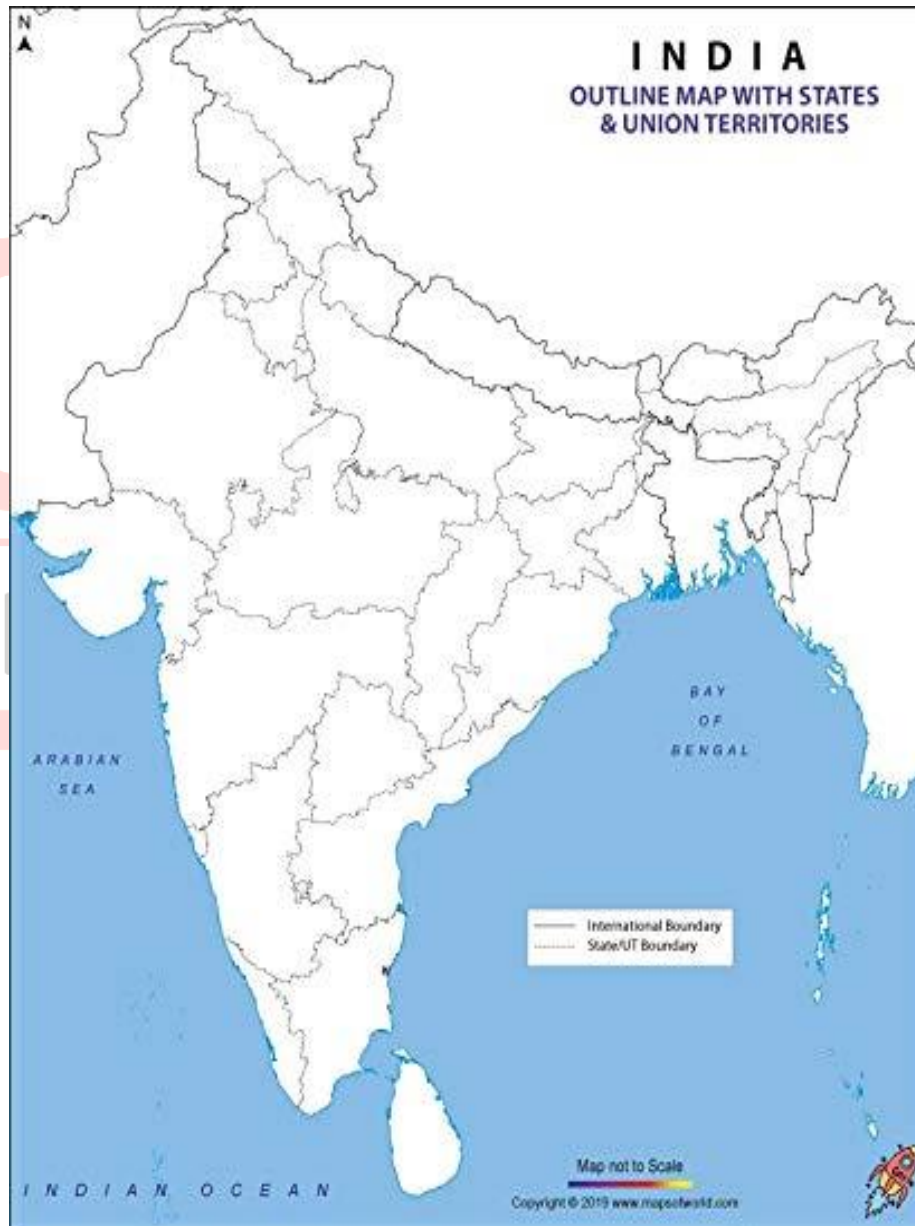 N
INDIA
OUTLINE MAP WITH STATES
& UNION TERRITORIES
BAY
OF
BENGAL
ARABIAN
SEA
International Boundary
State/UT Boundary
Map not to Scale
INDIAN OCEAN
Copyright © 2019 www.mapsofworld.com